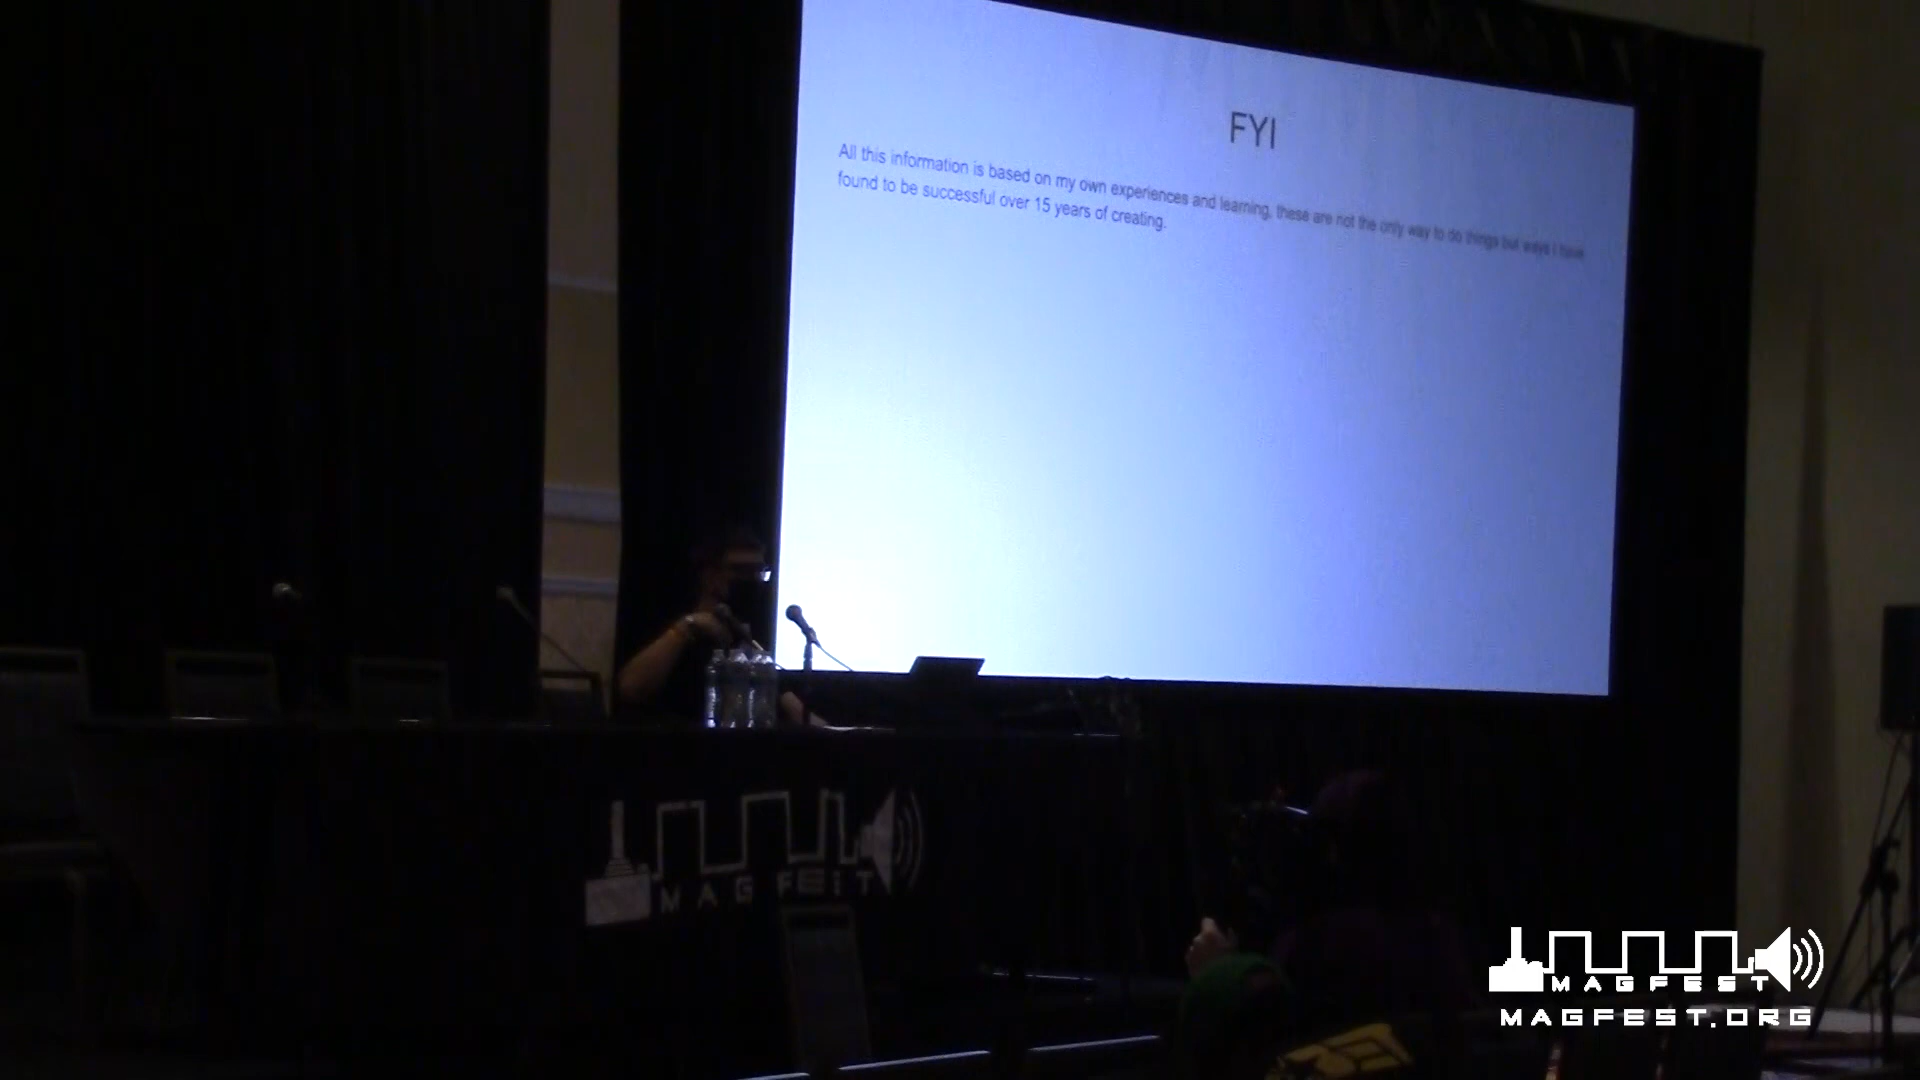 FYI
All this information is based on my own experiences and learning, these are not the only way to do things but ways I have
found to be successful over 15 years of creating.
MAGFEST
MAGFEST
MAGFEST.ORG